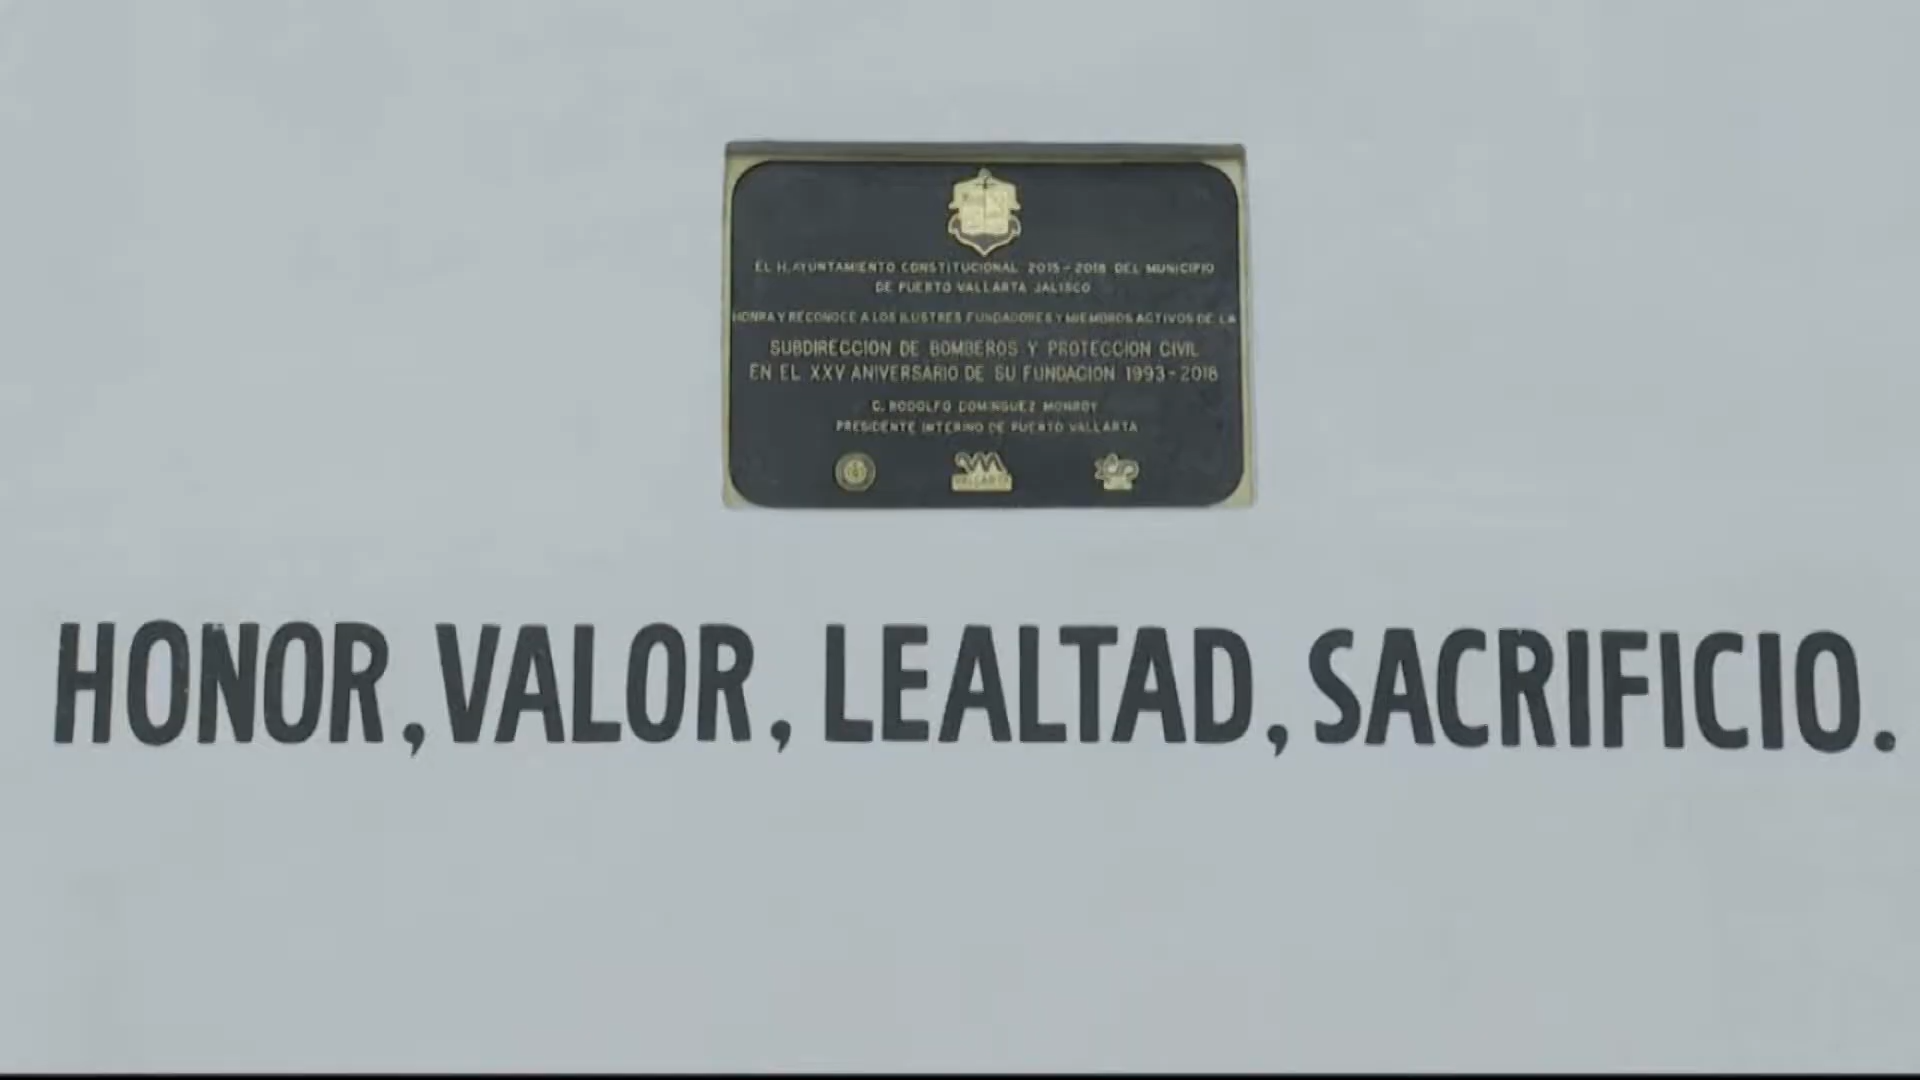 EL H. AYUNTAMIENTO CONSTITUCIONAL 2015-2018 DEL MUNICIPIO
DE PUERTO VALLARTA JALISCO
HONRA Y RECONOCE A LOS ILUSTRES FUNDADORES Y MIEMBROS ACTIVOS DE LA
SUBDIRECCION DE BOMBEROS Y PROTECCION CIVIL
EN EL XXV ANIVERSARIO DE SU FUNDACION 1993-2018
C. RODOLFO DOMINGUEZ MONROY
PRESIDENTE INTERINO DE PUERTO VALLARTA
VALLARTA
HONOR, VALOR, LEALTAD, SACRIFICIO.